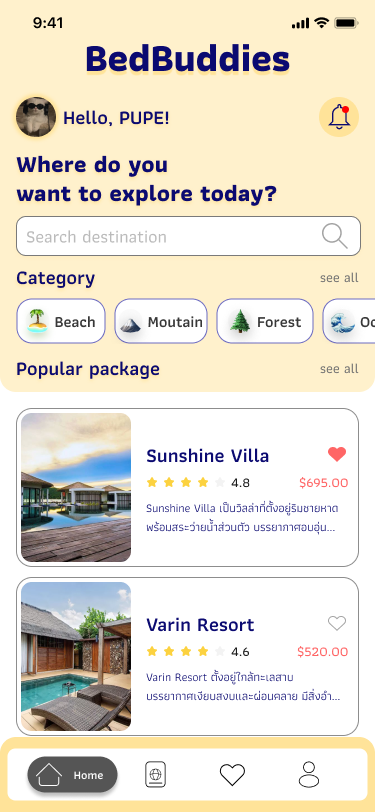 9:41
BedBuddies
Hello, PUPE!
Where do you
want to explore today?
Search destination
Category
see all
Beach
Moutain
Forest
Oc
Popular package
see all
Sunshine Villa
4.8
$695.00
Sunshine Villa เป็นวิลล่าที่ตั้งอยู่ริมชายหาด
พร้อมสระว่ายน้ำส่วนตัว บรรยากาศอบอุ่น...
Varin Resort
4.6
$520.00
Varin Resort ตั้งอยู่ใกล้ทะเลสาบ
บรรยากาศเงียบสงบและผ่อนคลาย มีสิ่งอำ...
Home